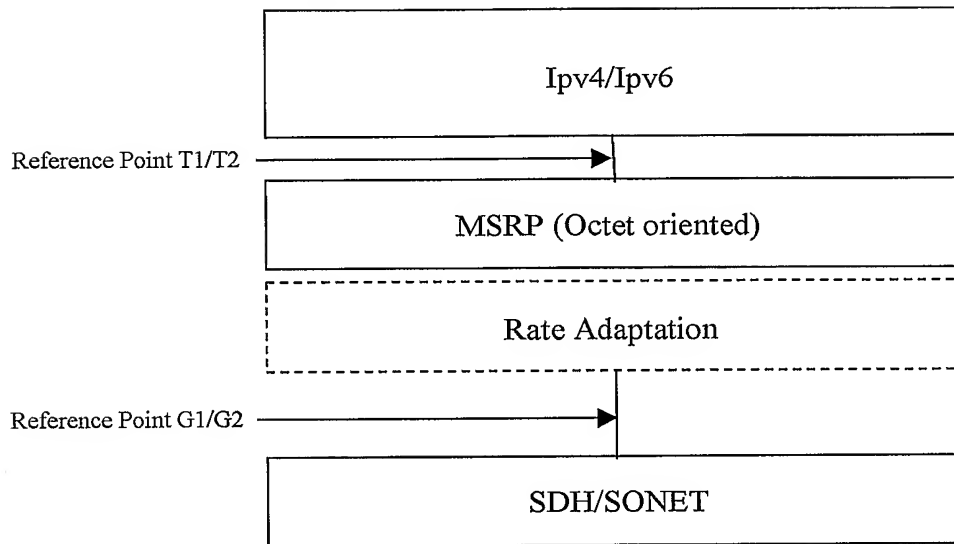 Ipv4/Ipv6
Reference Point T1/T2
MSRP (Octet oriented)
Rate Adaptation
Reference Point G1/G2
SDH/SONET